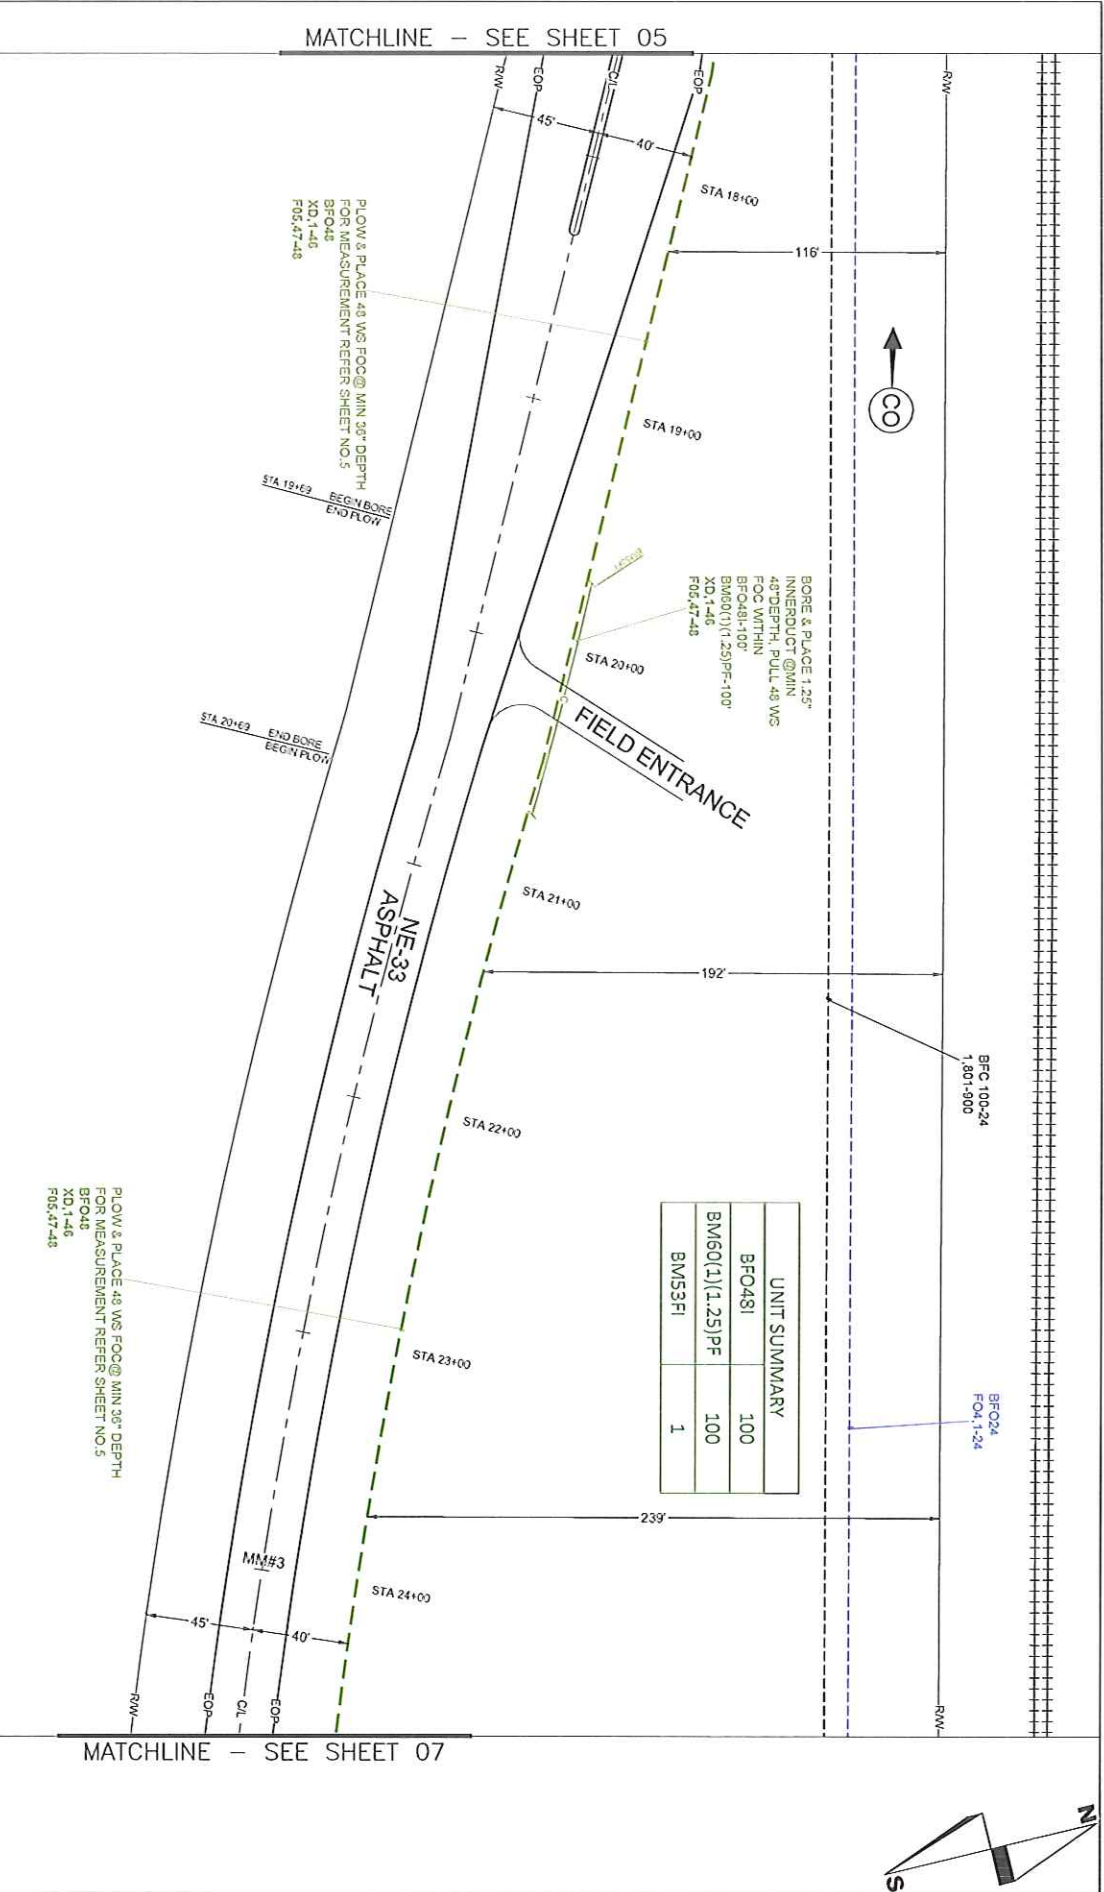 MATCHLINE - SEE SHEET 05
R/W
EOP
C/L
EOP
R/W
45'
40'
STA 18+00
116'
CO
PLOW & PLACE 48 WS FOC@ MIN 36" DEPTH
FOR MEASUREMENT REFER SHEET NO.5
BFO48
XD,1-46
F05,47-48
STA 19+00
STA 19+69
BEGIN BORE
END PLOW
BORE & PLACE 1.25"
INNERDUCT @MIN
48"DEPTH, PULL 48 WS
FOC WITHIN
BFO48I-100'
BM60(1)(1.25)PF-100'
XD,1-46
F05,47-48
STA 20+00
C
FIELD ENTRANCE
STA 20+69
END BORE
BEGIN PLOW
STA 21+00
NE-33
ASPHALT
192'
BFC 100-24
1,801-900
STA 22+00
UNIT SUMMARY
BFO48I 100
BM60(1)(1.25)PF 100
BM53FI 1
PLOW & PLACE 48 WS FOC@ MIN 36" DEPTH
FOR MEASUREMENT REFER SHEET NO.5
BFO48
XD,1-46
F05,47-48
STA 23+00
BFO24
FO4,1-24
239'
MM#3
STA 24+00
45'
40'
R/W
EOP
C/L
EOP
R/W
MATCHLINE - SEE SHEET 07
N
S